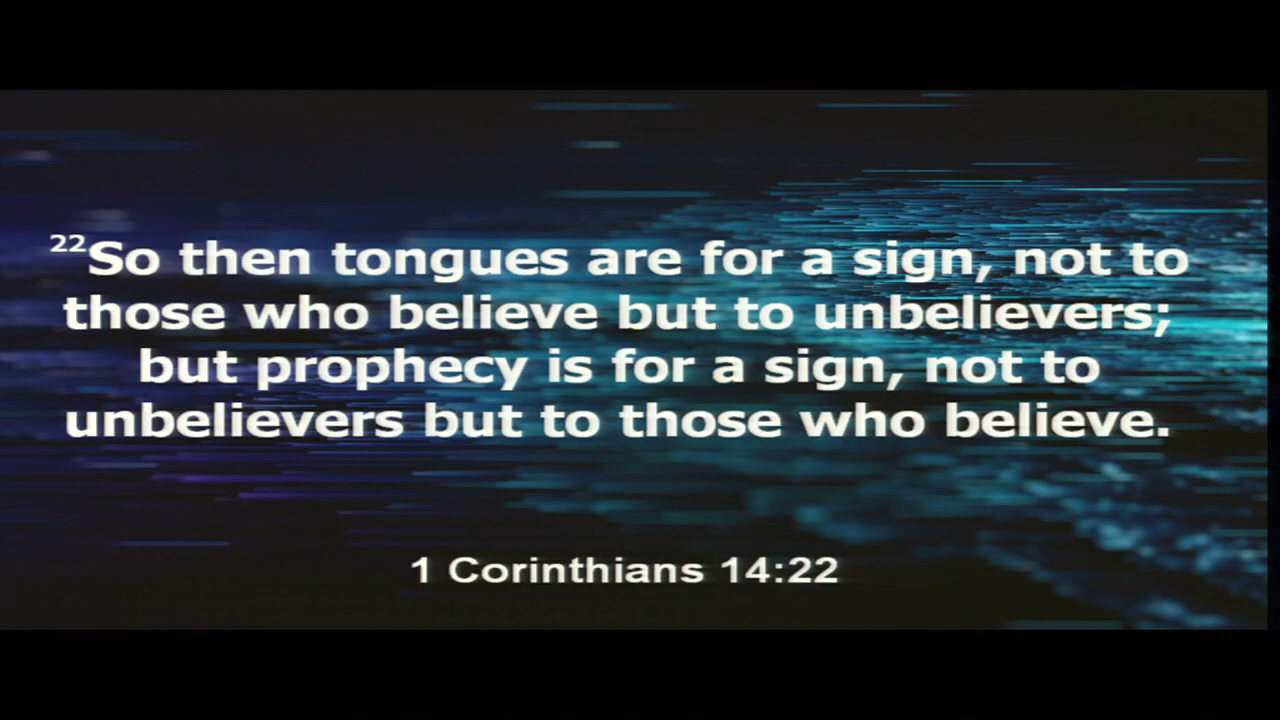 ²²So then tongues are for a sign, not to
those who believe but to unbelievers;
but prophecy is for a sign, not to
unbelievers but to those who believe.
1 Corinthians 14:22